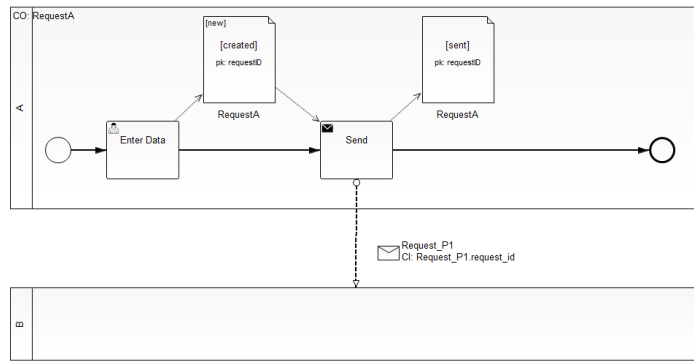 CO: RequestA
[new]
[created]
pk: requestID
RequestA
[sent]
pk: requestID
RequestA
A
Enter Data
Send
Request_P1
CI: Request_P1.request_id
B